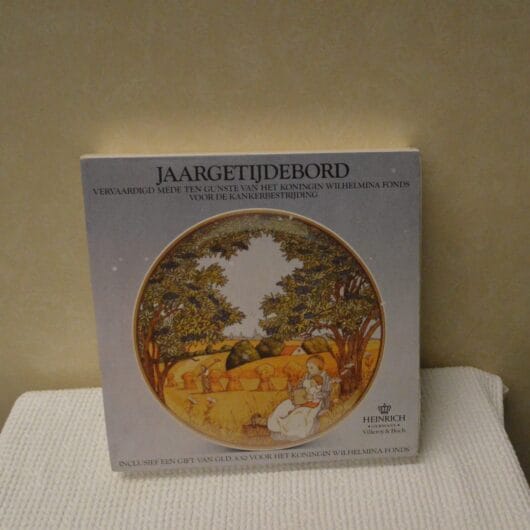 JAARGETIJDEBORD
VERVAARDIGD MEDE TEN GUNSTE VAN HET KONINGIN WILHELMINA FONDS
VOOR DE KANKERBESTRIJDING
HEINRICH
GERMANY
Villeroy & Boch
INCLUSIEF EEN GIFT VAN GLD. VOOR HET KONINGIN WILHELMINA FONDS